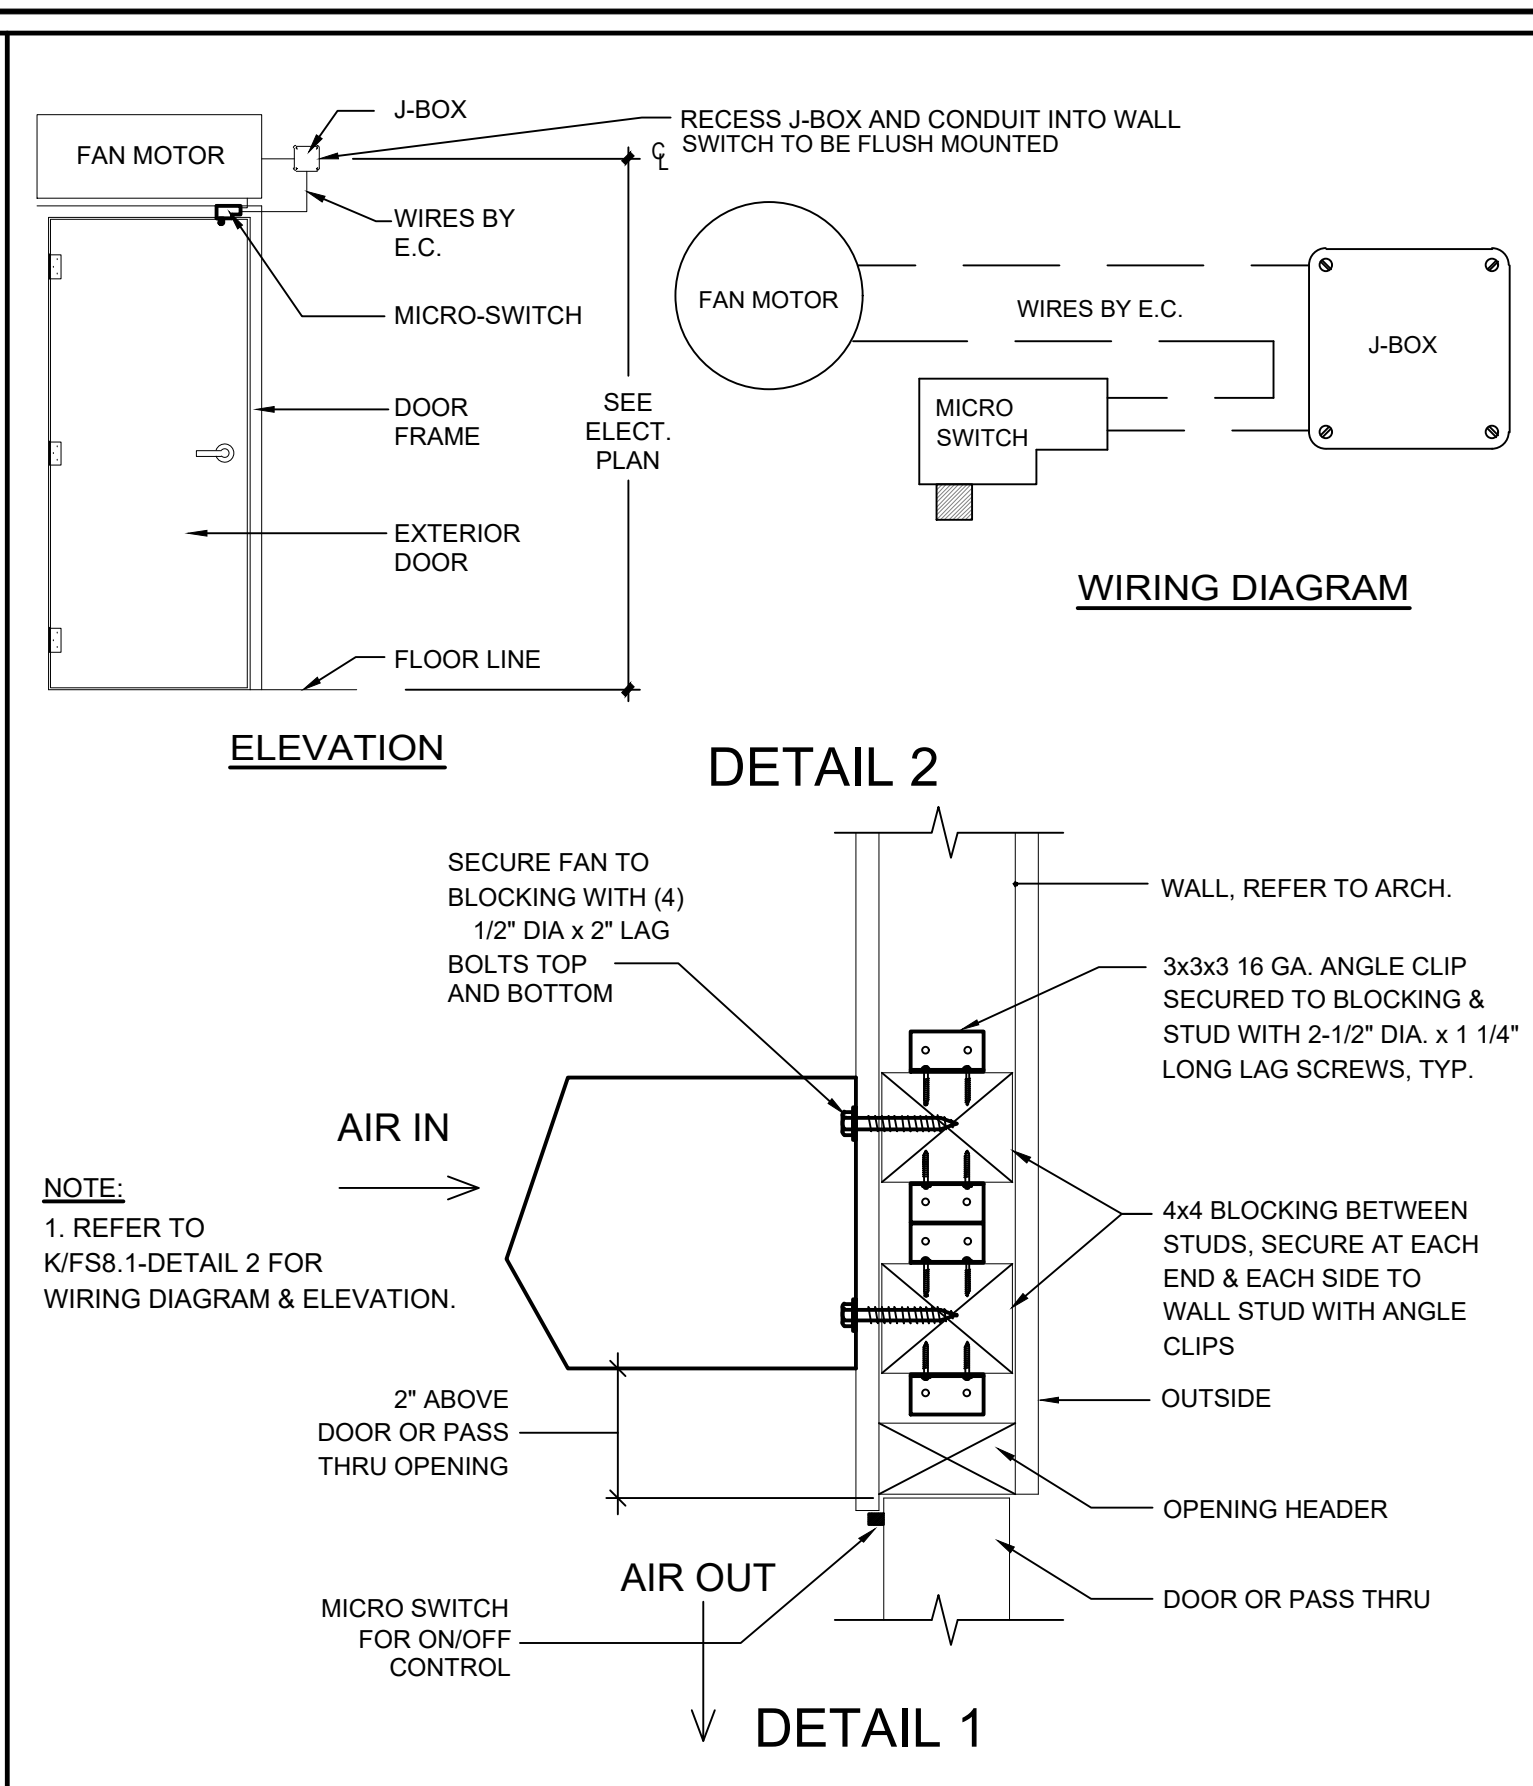 FAN MOTOR
J-BOX
RECESS J-BOX AND CONDUIT INTO WALL
SWITCH TO BE FLUSH MOUNTED
CL
WIRES BY
E.C.
MICRO-SWITCH
DOOR
FRAME
SEE
ELECT.
PLAN
EXTERIOR
DOOR
FLOOR LINE
ELEVATION
FAN MOTOR
WIRES BY E.C.
J-BOX
MICRO
SWITCH
WIRING DIAGRAM
DETAIL 2
SECURE FAN TO
BLOCKING WITH (4)
1/2" DIA x 2" LAG
BOLTS TOP
AND BOTTOM
WALL, REFER TO ARCH.
3x3x3 16 GA. ANGLE CLIP
SECURED TO BLOCKING &
STUD WITH 2-1/2" DIA. x 1 1/4"
LONG LAG SCREWS, TYP.
AIR IN
NOTE:
1. REFER TO
K/FS8.1-DETAIL 2 FOR
WIRING DIAGRAM & ELEVATION.
4x4 BLOCKING BETWEEN
STUDS, SECURE AT EACH
END & EACH SIDE TO
WALL STUD WITH ANGLE
CLIPS
2" ABOVE
DOOR OR PASS
THRU OPENING
OUTSIDE
OPENING HEADER
AIR OUT
DOOR OR PASS THRU
MICRO SWITCH
FOR ON/OFF
CONTROL
DETAIL 1